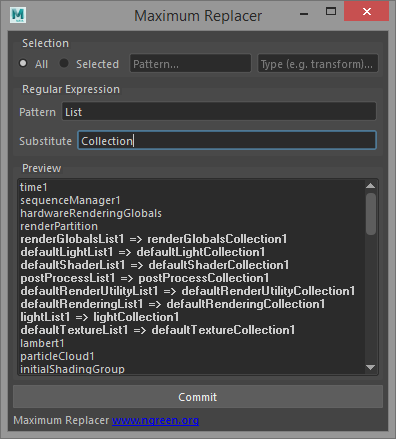 Maximum Replacer
Selection
All Selected Pattern... Type (e.g. transform)...
Regular Expression
Pattern List
Substitute Collection
Preview
time1
sequenceManager1
hardwareRenderingGlobals
renderPartition
renderGlobalsList1 => renderGlobalsCollection1
defaultLightList1 => defaultLightCollection1
defaultShaderList1 => defaultShaderCollection1
postProcessList1 => postProcessCollection1
defaultRenderUtilityList1 => defaultRenderUtilityCollection1
defaultRenderingList1 => defaultRenderingCollection1
lightList1 => lightCollection1
defaultTextureList1 => defaultTextureCollection1
lambert1
particleCloud1
initialShadingGroup
Commit
Maximum Replacer www.ngreen.org